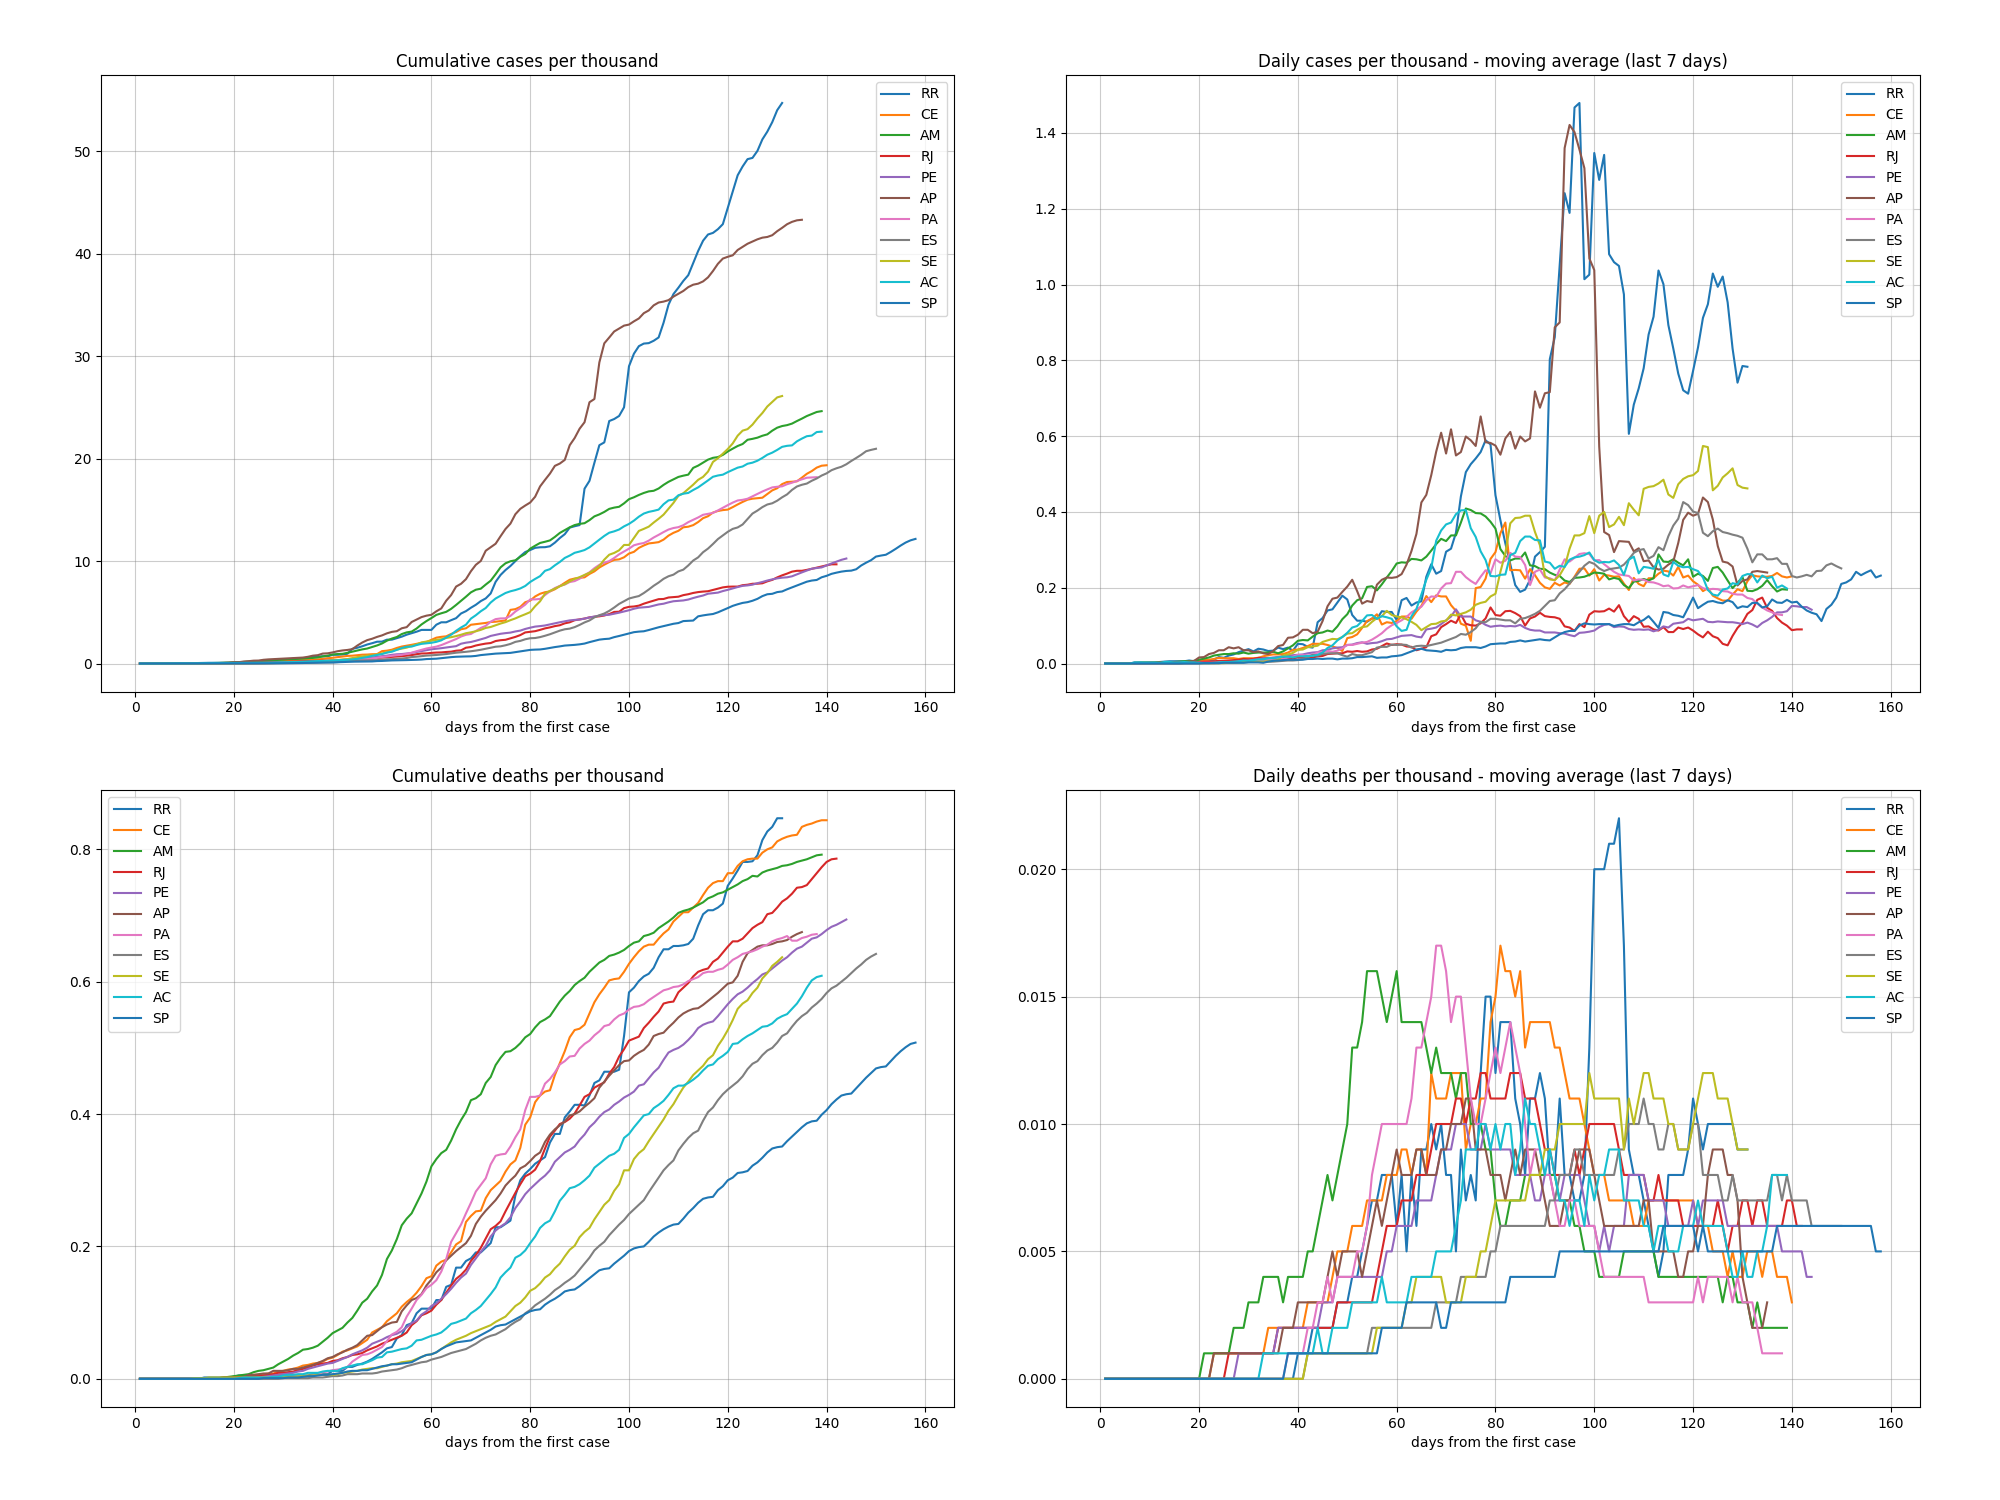 Cumulative cases per thousand
RR
CE
AM
RJ
PE
AP
PA
ES
SE
AC
SP
50
40
30
20
10
0
0 20 40 60 80 100 120 140 160
days from the first case
Daily cases per thousand - moving average (last 7 days)
RR
CE
AM
RJ
PE
AP
PA
ES
SE
AC
SP
1.4
1.2
1.0
0.8
0.6
0.4
0.2
0.0
0 20 40 60 80 100 120 140 160
days from the first case
Cumulative deaths per thousand
RR
CE
AM
RJ
PE
AP
PA
ES
SE
AC
SP
0.8
0.6
0.4
0.2
0.0
0 20 40 60 80 100 120 140 160
days from the first case
Daily deaths per thousand - moving average (last 7 days)
RR
CE
AM
RJ
PE
AP
PA
ES
SE
AC
SP
0.020
0.015
0.010
0.005
0.000
0 20 40 60 80 100 120 140 160
days from the first case